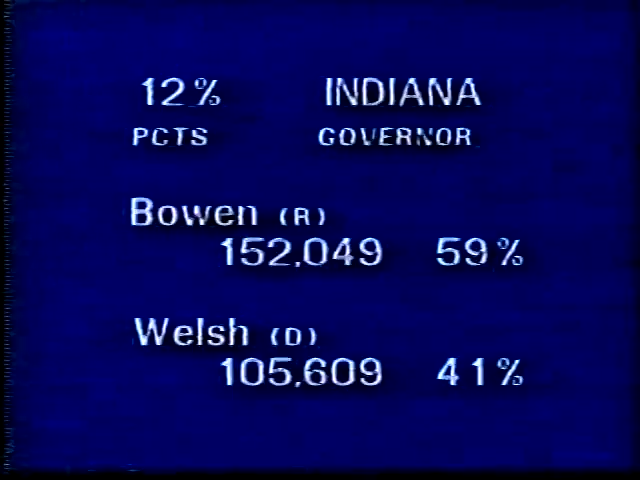 12% INDIANA
PCTS GOVERNOR
Bowen (R)
152,049 59%
Welsh (D)
105,609 41%